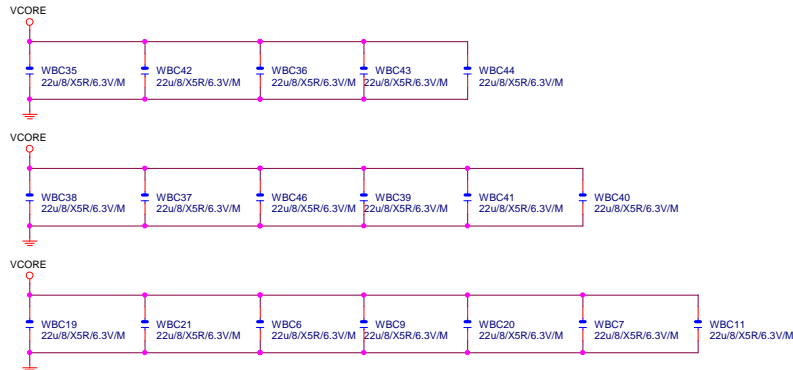 VCORE
WBC35 WBC42 WBC36 WBC43 WBC44
22u/8/X5R/6.3V/M 22u/8/X5R/6.3V/M 22u/8/X5R/6.3V/M 22u/8/X5R/6.3V/M 22u/8/X5R/6.3V/M
VCORE
WBC38 WBC37 WBC46 WBC39 WBC41 WBC40
22u/8/X5R/6.3V/M 22u/8/X5R/6.3V/M 22u/8/X5R/6.3V/M 22u/8/X5R/6.3V/M 22u/8/X5R/6.3V/M 22u/8/X5R/6.3V/M
VCORE
WBC19 WBC21 WBC6 WBC9 WBC20 WBC7 WBC11
22u/8/X5R/6.3V/M 22u/8/X5R/6.3V/M 22u/8/X5R/6.3V/M 22u/8/X5R/6.3V/M 22u/8/X5R/6.3V/M 22u/8/X5R/6.3V/M 22u/8/X5R/6.3V/M